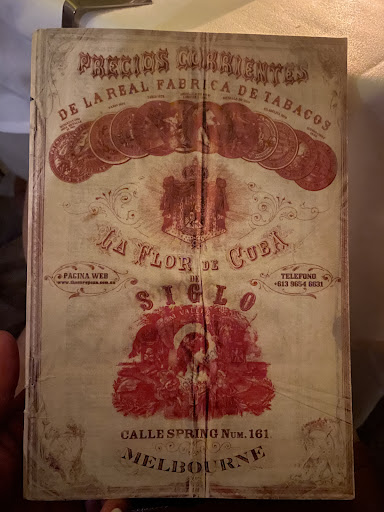 PRECIOS CORRIENTES
DE LA REAL FABRICA DE TABACOS
LA FLOR DE CUBA
DE
SIGLO
PAGINA WEB
TELEFONO
+613 9654 6631
CALLE SPRING NUM. 161
MELBOURNE